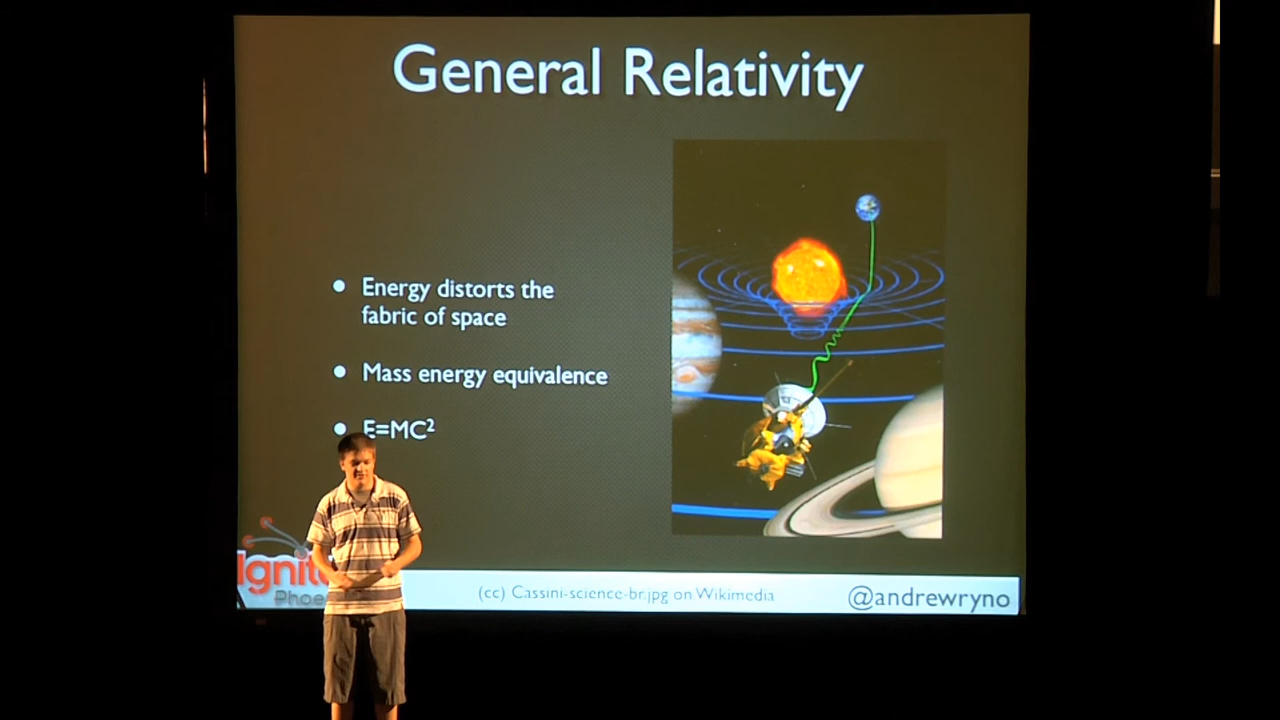 General Relativity
• Energy distorts the
fabric of space
• Mass energy equivalence
• E=MC²
Ignite
(cc) Cassini-science-br.jpg on Wikimedia
@andrewryno